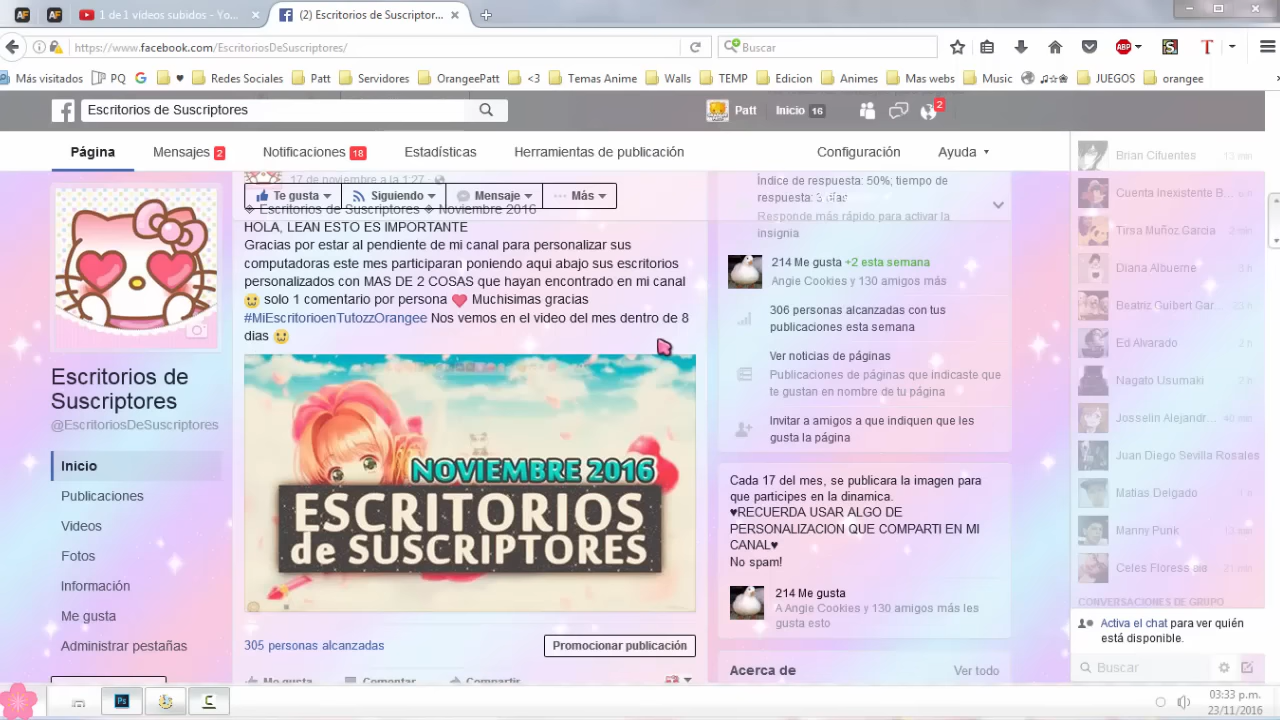 1 de 1 vídeos subidos - Yo...
(2) Escritorios de Suscriptor...
https://www.facebook.com/EscritoriosDeSuscriptores/
Buscar
Más visitados PQ Redes Sociales Patt Servidores OrangeePatt <3 Temas Anime Walls TEMP Edicion Animes Mas webs Music JUEGOS orangee
Escritorios de Suscriptores
Patt Inicio 16
2
Página Mensajes 2 Notificaciones 18 Estadísticas Herramientas de publicación Configuración Ayuda
Escritorios de Suscriptores
@EscritoriosDeSuscriptores
Inicio
Publicaciones
Videos
Fotos
Información
Me gusta
Administrar pestañas
17 de noviembre a la 1:27
Te gusta Siguiendo Mensaje Más
◈ Escritorios de Suscriptores ◈ Noviembre 2016
HOLA, LEAN ESTO ES IMPORTANTE
Gracias por estar al pendiente de mi canal para personalizar sus
computadoras este mes participaran poniendo aqui abajo sus escritorios
personalizados con MAS DE 2 COSAS que hayan encontrado en mi canal
solo 1 comentario por persona Muchisimas gracias
#MiEscritorioenTutozzOrangee Nos vemos en el video del mes dentro de 8
dias
NOVIEMBRE 2016
ESCRITORIOS
de SUSCRIPTORES
305 personas alcanzadas
Promocionar publicación
Me gusta Comentar Compartir
Índice de respuesta: 50%; tiempo de
respuesta:
Responde más rápido para activar la
insignia
214 Me gusta +2 esta semana
Angie Cookies y 130 amigos más
306 personas alcanzadas con tus
publicaciones esta semana
Ver noticias de páginas
Publicaciones de páginas que indicaste que
te gustan en nombre de tu página
Invitar a amigos a que indiquen que les
gusta la página
Cada 17 del mes, se publicara la imagen para
que participes en la dinamica.
♥RECUERDA USAR ALGO DE
PERSONALIZACION QUE COMPARTI EN MI
CANAL♥
No spam!
214 Me gusta
A Angie Cookies y 130 amigos más les
gusta esto
Acerca de Ver todo
Brian Cifuentes 13 min
Cuenta Inexistente B...
Tirsa Muñoz Garcia 2 min
Diana Albueme
Beatriz Guibert Gar...
Ed Alvarado
Nagato Usumaki
Josselin Alejandr... 40 min
Juan Diego Sevilla Rosales
Matias Delgado
Manny Punk
Celes Floress 21 min
CONVERSACIONES DE GRUPO
Activa el chat para ver quién
está disponible.
Buscar
03:33 p.m.
23/11/2016